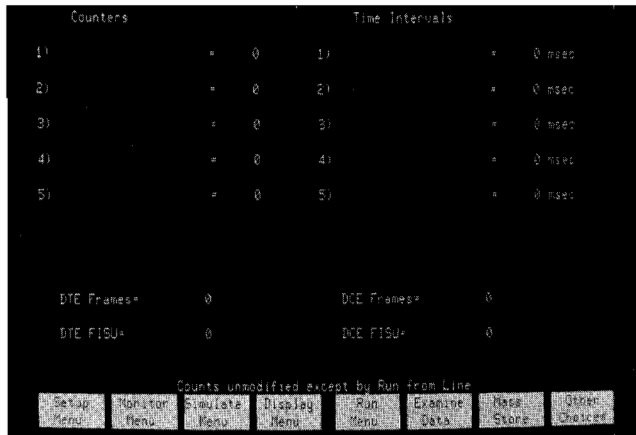 Counters Time Intervals
1) = 0 1) = 0 msec
2) = 0 2) = 0 msec
3) = 0 3) = 0 msec
4) = 0 4) = 0 msec
5) = 0 5) = 0 msec
DTE Frames= 0 DCE Frames= 0
DTE FISU= 0 DCE FISU= 0
Counts unmodified except by Run from Line
Setup Monitor Simulate Display Run Examine Mass Other
Menu Menu Menu Menu Menu Data Store Choices